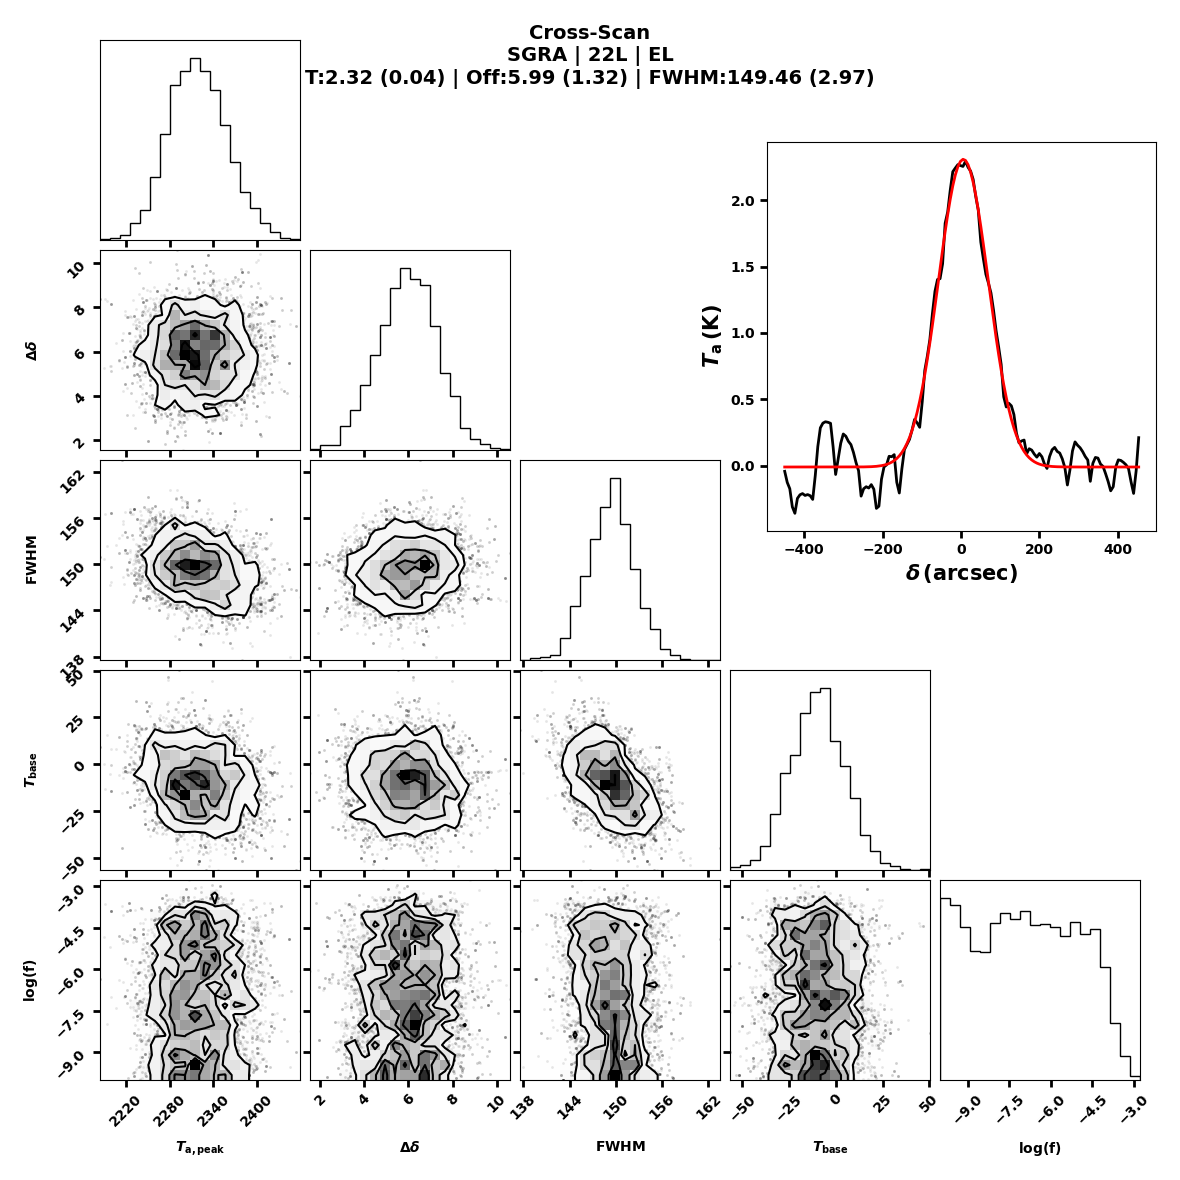 Cross-Scan
SGRA | 22L | EL
T:2.32 (0.04) | Off:5.99 (1.32) | FWHM:149.46 (2.97)
2.0
1.5
1.0
0.5
0.0
Tₐ (K)
−400 −200 0 200 400
δ (arcsec)
10
8
6
4
2
Δδ
162
156
150
144
138
FWHM
50
25
0
−25
−50
T_base
−3.0
−4.5
−6.0
−7.5
−9.0
log(f)
2220 2280 2340 2400
2 4 6 8 10
138 144 150 156 162
−50 −25 0 25 50
−9.0 −7.5 −6.0 −4.5 −3.0
T_a,peak Δδ FWHM T_base log(f)